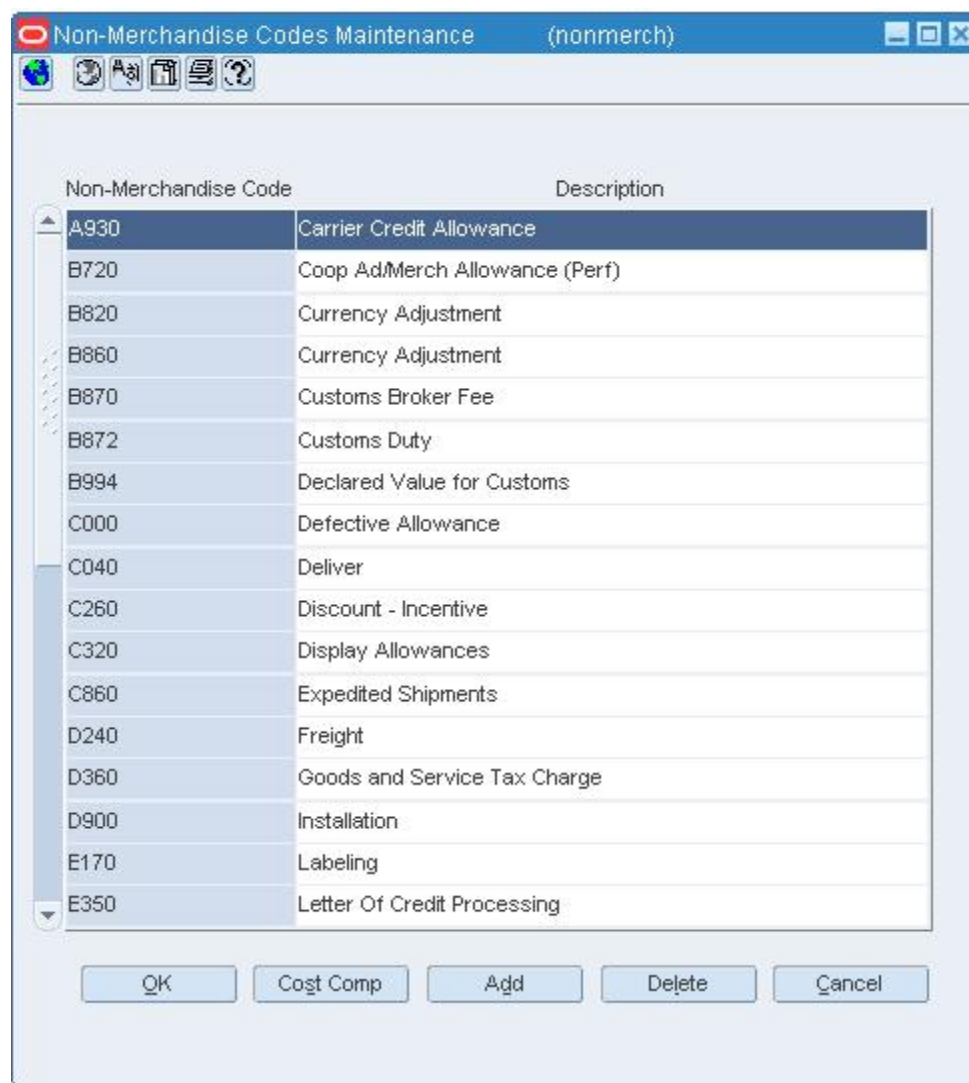 Non-Merchandise Codes Maintenance (nonmerch)
Non-Merchandise Code Description
A930 Carrier Credit Allowance
B720 Coop Ad/Merch Allowance (Perf)
B820 Currency Adjustment
B860 Currency Adjustment
B870 Customs Broker Fee
B872 Customs Duty
B994 Declared Value for Customs
C000 Defective Allowance
C040 Deliver
C260 Discount - Incentive
C320 Display Allowances
C860 Expedited Shipments
D240 Freight
D360 Goods and Service Tax Charge
D900 Installation
E170 Labeling
E350 Letter Of Credit Processing
OK Cost Comp Add Delete Cancel